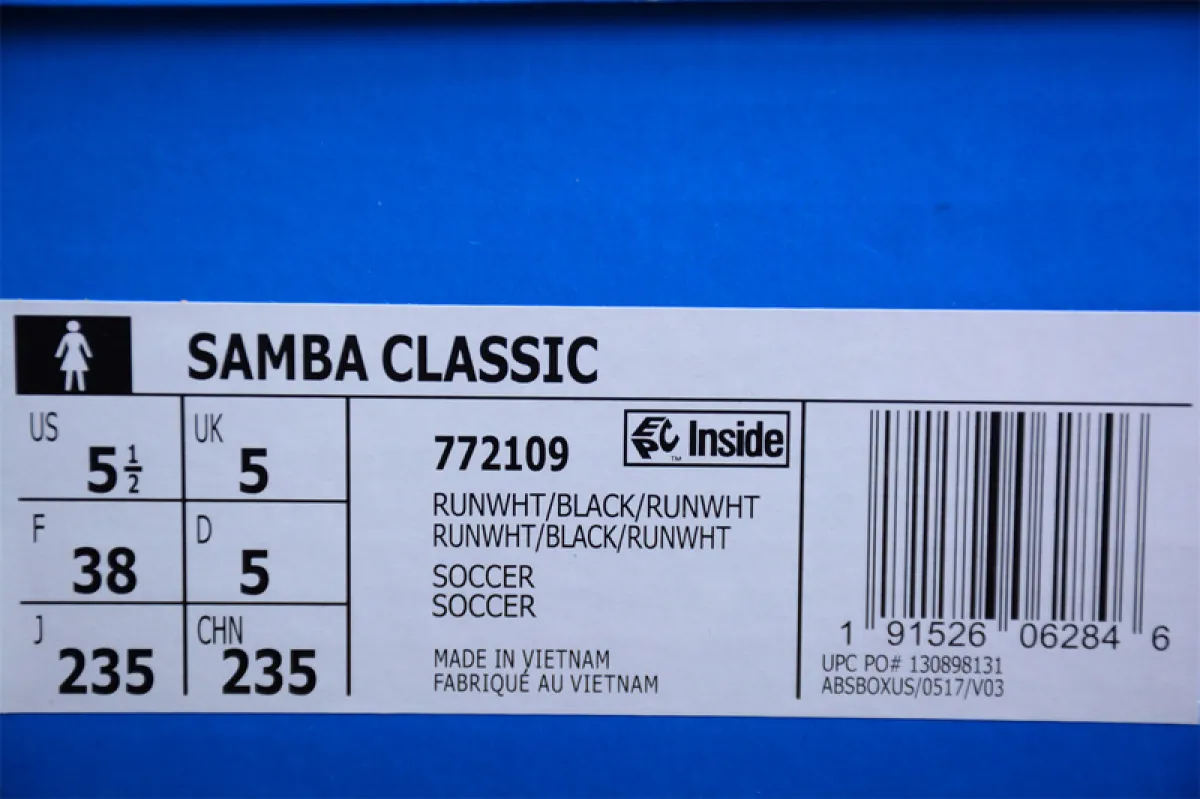 SAMBA CLASSIC
US 5½ UK 5
F 38 D 5
J 235 CHN 235
772109 EPC™ Inside
RUNWHT/BLACK/RUNWHT
RUNWHT/BLACK/RUNWHT
SOCCER
SOCCER
MADE IN VIETNAM
FABRIQUÉ AU VIETNAM
1 91526 06284 6
UPC PO# 130898131
ABSBOXUS/0517/V03